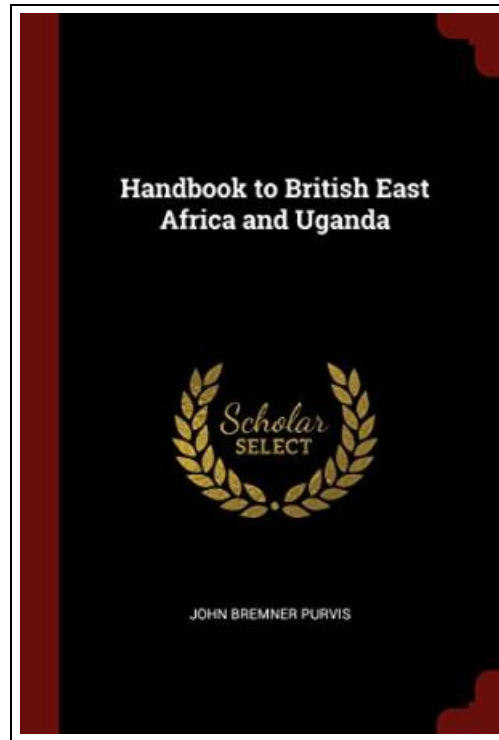 Handbook to British East
Africa and Uganda
Scholar
SELECT
JOHN BREMNER PURVIS